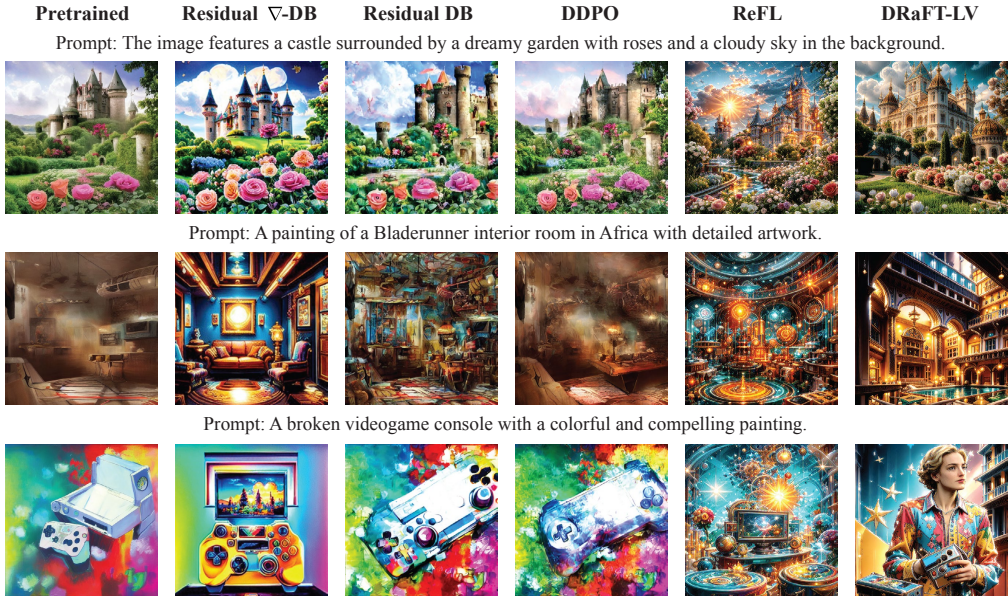 Pretrained Residual ∇-DB Residual DB DDPO ReFL DRaFT-LV
Prompt: The image features a castle surrounded by a dreamy garden with roses and a cloudy sky in the background.
Prompt: A painting of a Bladerunner interior room in Africa with detailed artwork.
Prompt: A broken videogame console with a colorful and compelling painting.